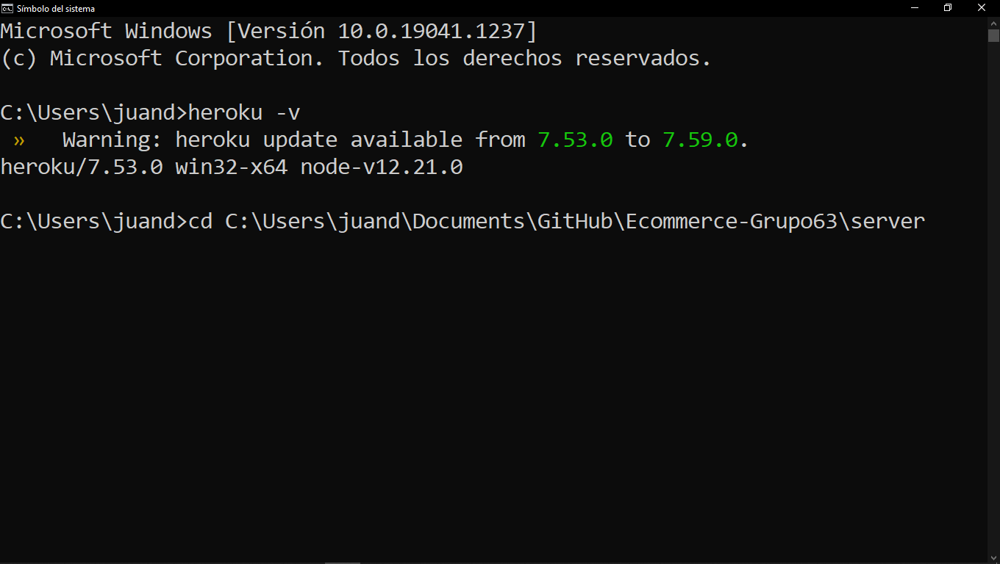 Símbolo del sistema
Microsoft Windows [Versión 10.0.19041.1237]
(c) Microsoft Corporation. Todos los derechos reservados.
C:\Users\juand>heroku -v
»   Warning: heroku update available from 7.53.0 to 7.59.0.
heroku/7.53.0 win32-x64 node-v12.21.0
C:\Users\juand>cd C:\Users\juand\Documents\GitHub\Ecommerce-Grupo63\server